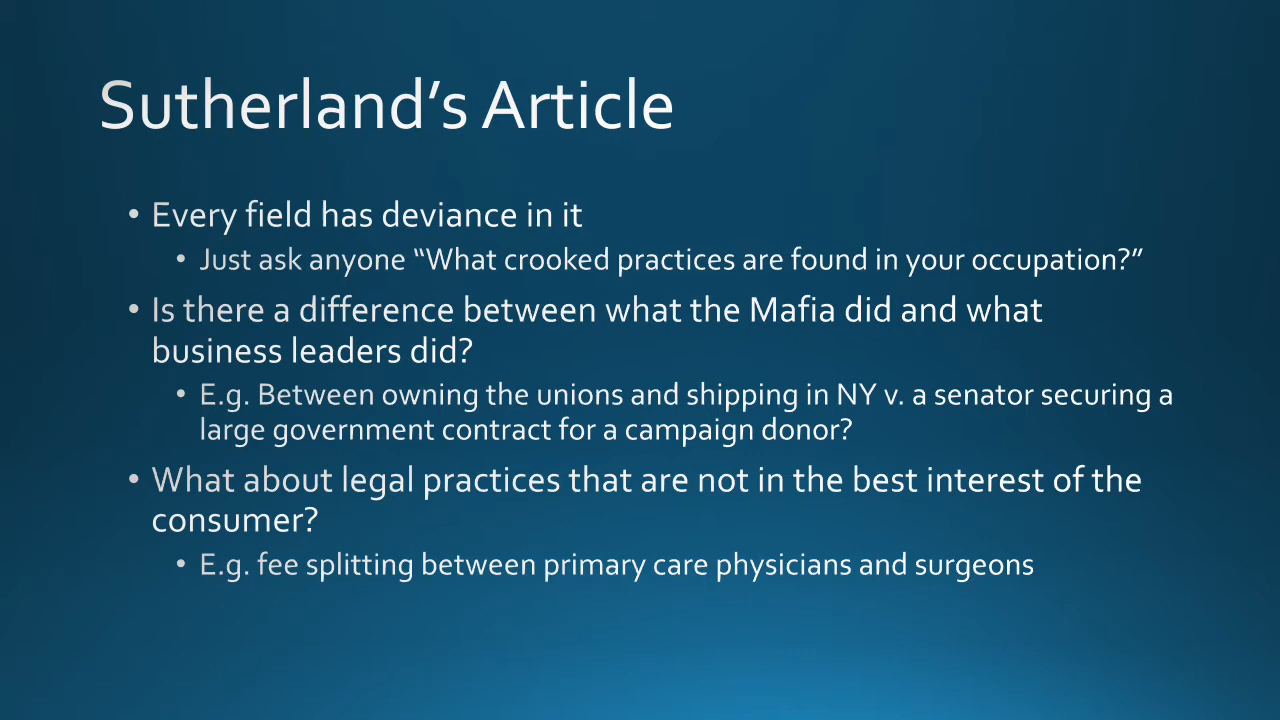 Sutherland’s Article
• Every field has deviance in it
• Just ask anyone “What crooked practices are found in your occupation?”
• Is there a difference between what the Mafia did and what
business leaders did?
• E.g. Between owning the unions and shipping in NY v. a senator securing a
large government contract for a campaign donor?
• What about legal practices that are not in the best interest of the
consumer?
• E.g. fee splitting between primary care physicians and surgeons